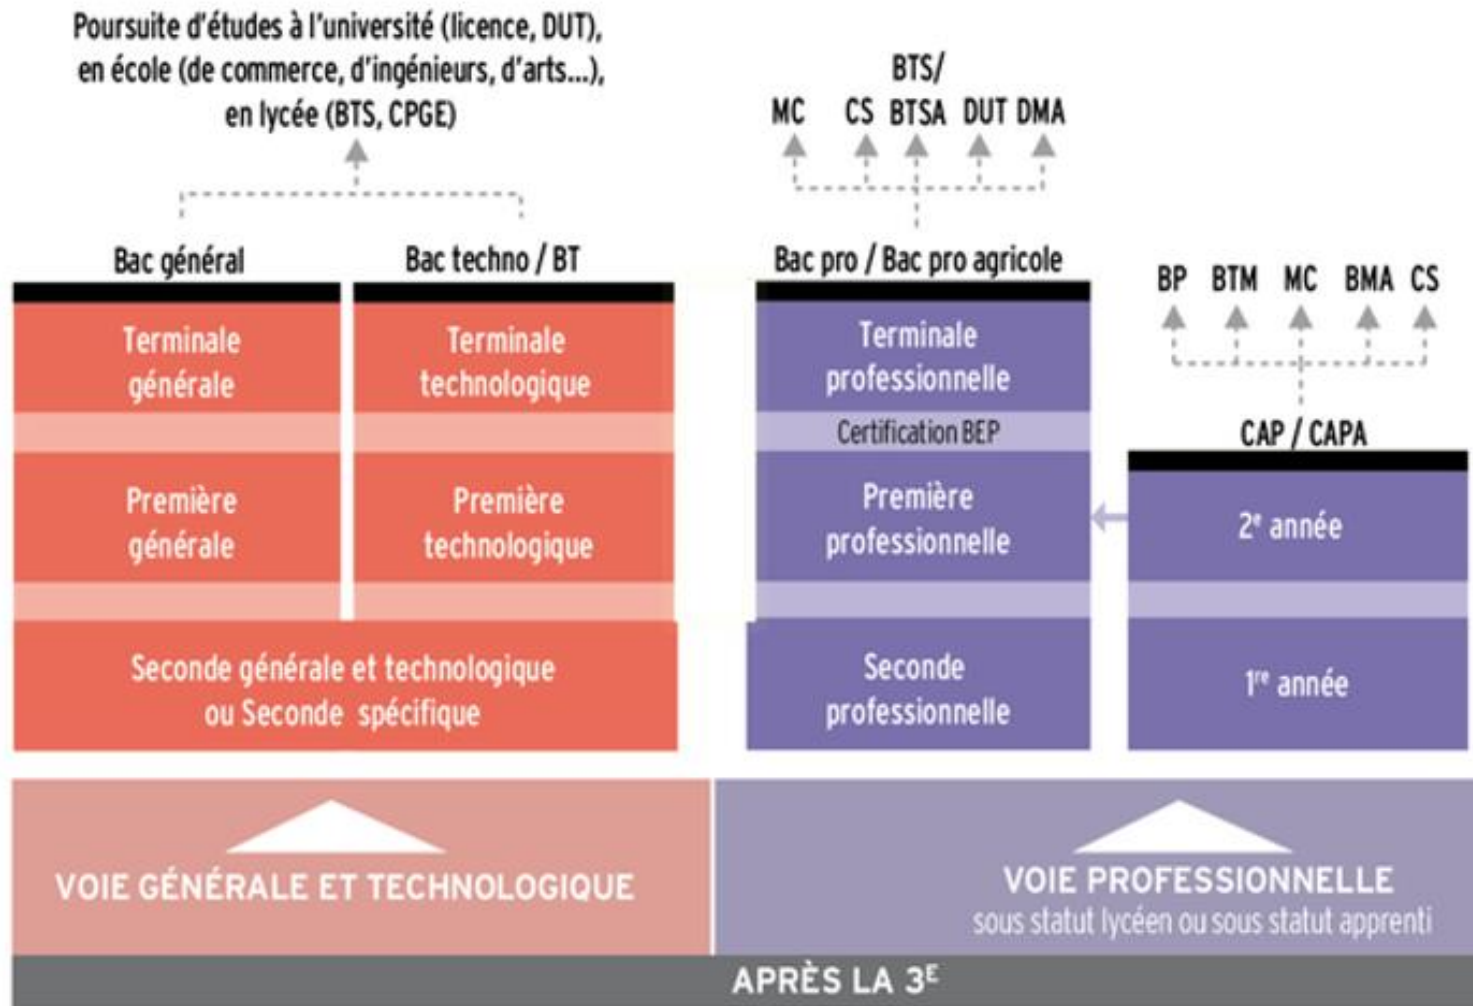 Poursuite d'études à l'université (licence, DUT),
en école (de commerce, d'ingénieurs, d'arts...),
en lycée (BTS, CPGE)
Bac général
Bac techno / BT
Terminale
générale
Terminale
technologique
Première
générale
Première
technologique
Seconde générale et technologique
ou Seconde spécifique
MC CS BTS/
BTSA DUT DMA
Bac pro / Bac pro agricole
Terminale
professionnelle
Certification BEP
Première
professionnelle
Seconde
professionnelle
BP BTM MC BMA CS
CAP / CAPA
2e année
1re année
VOIE GÉNÉRALE ET TECHNOLOGIQUE
VOIE PROFESSIONNELLE
sous statut lycéen ou sous statut apprenti
APRÈS LA 3E